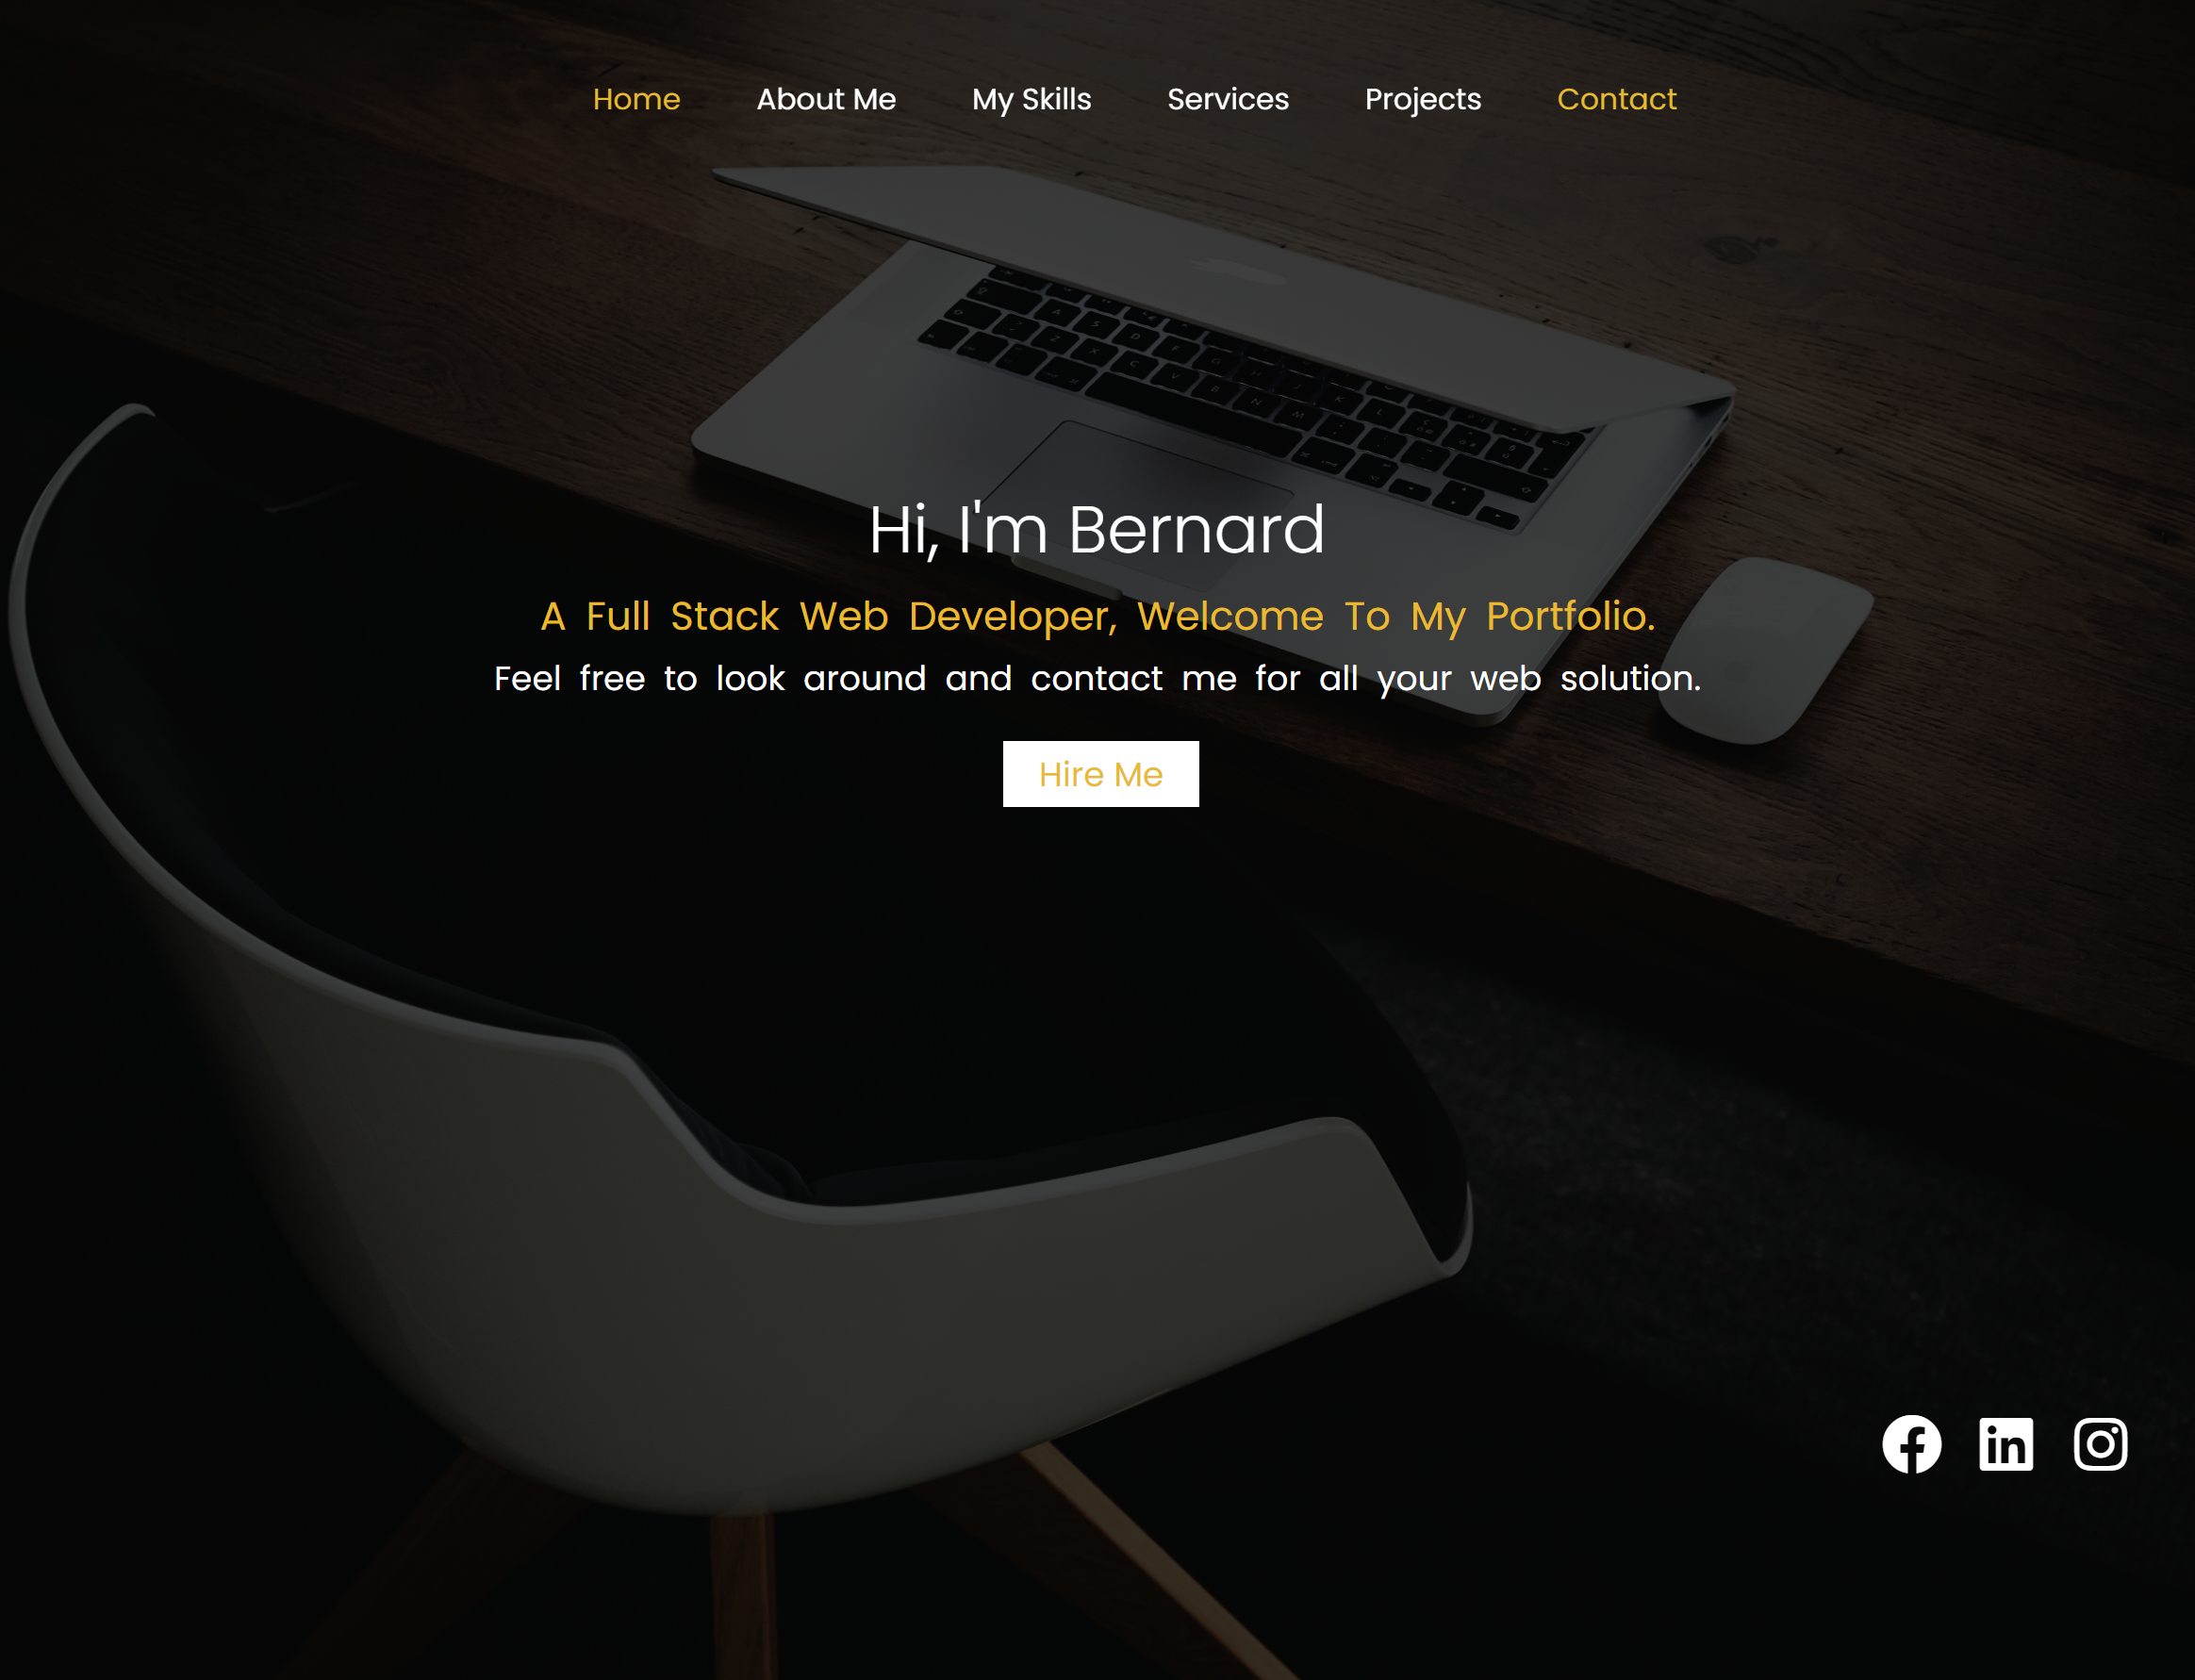 Home About Me My Skills Services Projects Contact
Hi, I'm Bernard
A Full Stack Web Developer, Welcome To My Portfolio.
Feel free to look around and contact me for all your web solution.
Hire Me